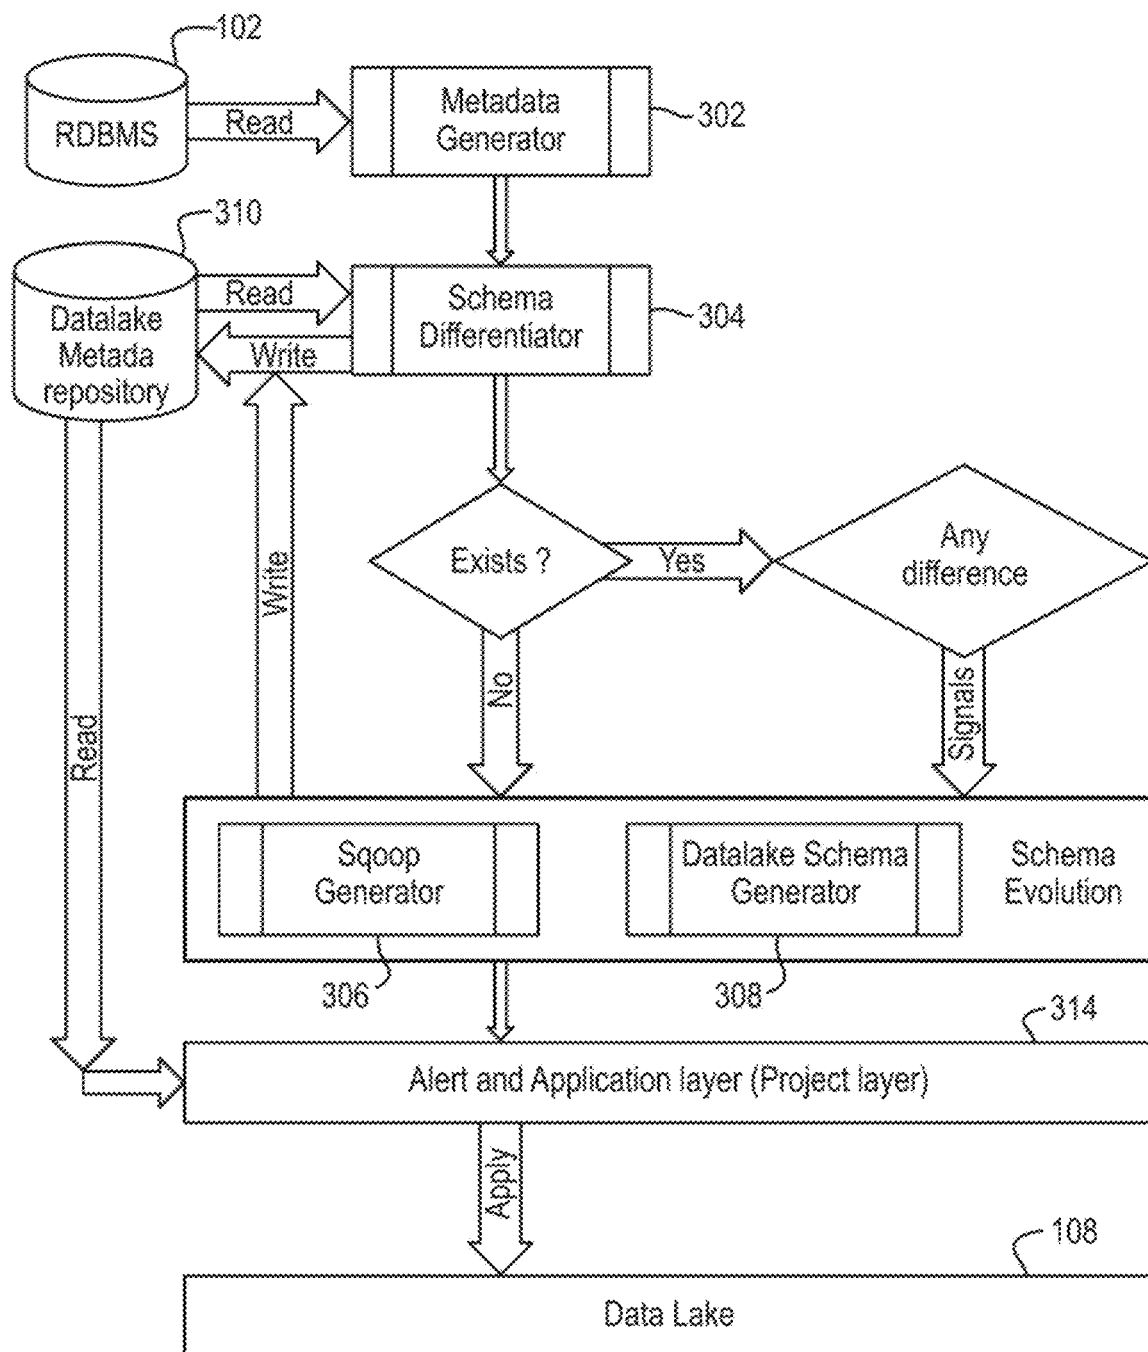 102
RDBMS
Read
Metadata
Generator
302
310
Datalake
Metada
repository
Read
Write
Schema
Differentiator
304
Exists ?
Yes
Any
difference
Write
No
Signals
Read
Sqoop
Generator
Datalake Schema
Generator
Schema
Evolution
306
308
314
Alert and Application layer (Project layer)
Apply
108
Data Lake